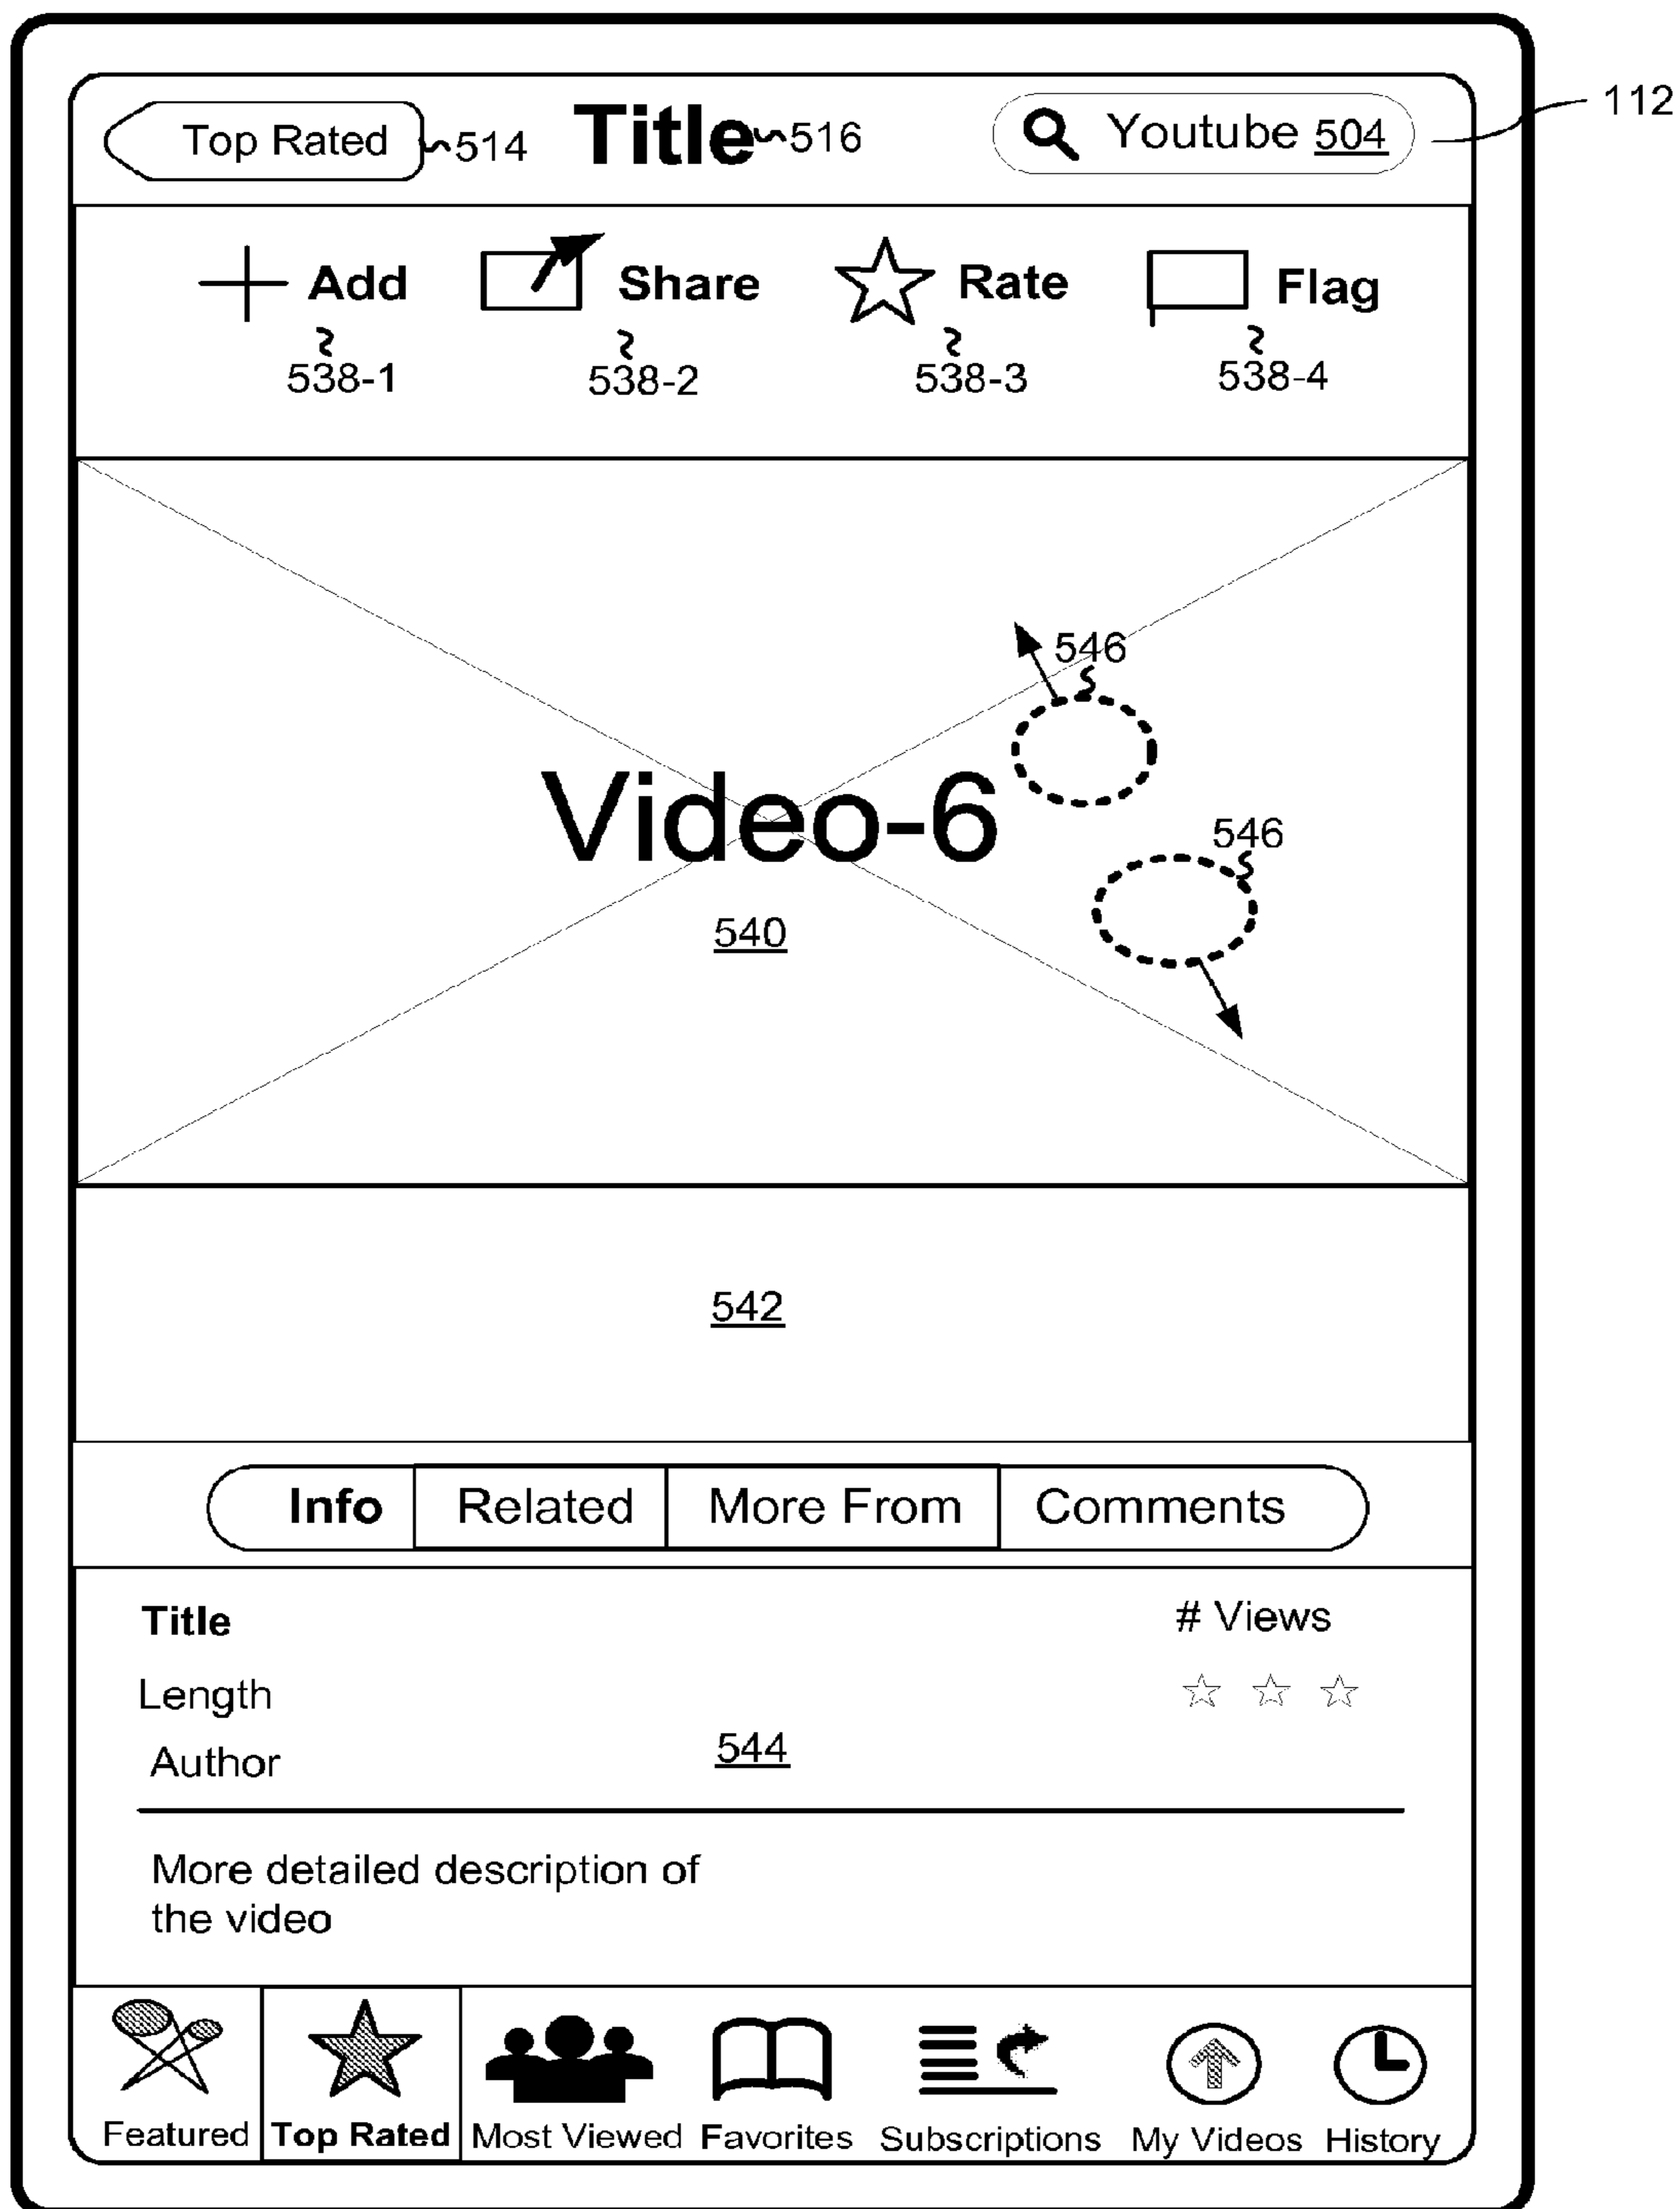 112
Top Rated 514 Title 516 Youtube 504
Add Share Rate Flag
538-1 538-2 538-3 538-4
546
Video-6
546
540
542
Info Related More From Comments
Title # Views
Length
Author 544
More detailed description of
the video
Featured Top Rated Most Viewed Favorites Subscriptions My Videos History